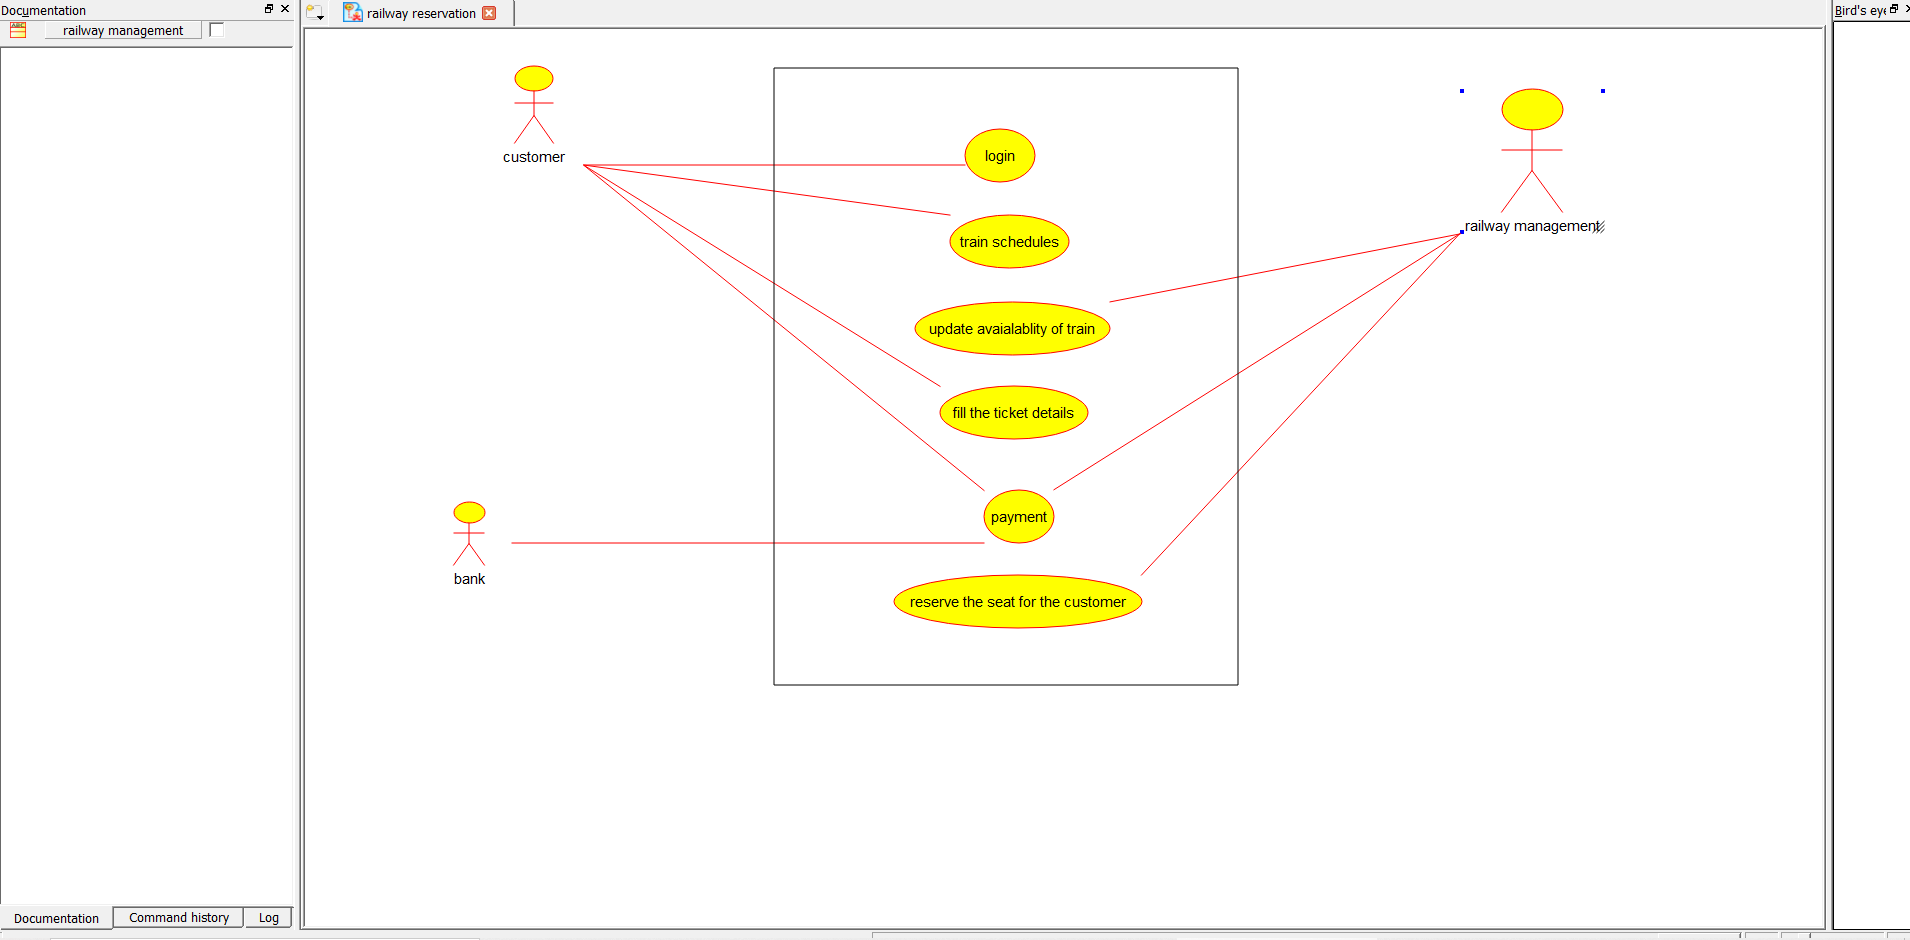 Documentation
railway management
railway reservation
Bird's eye
customer
login
train schedules
railway management
update avaialablity of train
fill the ticket details
payment
bank
reserve the seat for the customer
Documentation
Command history
Log